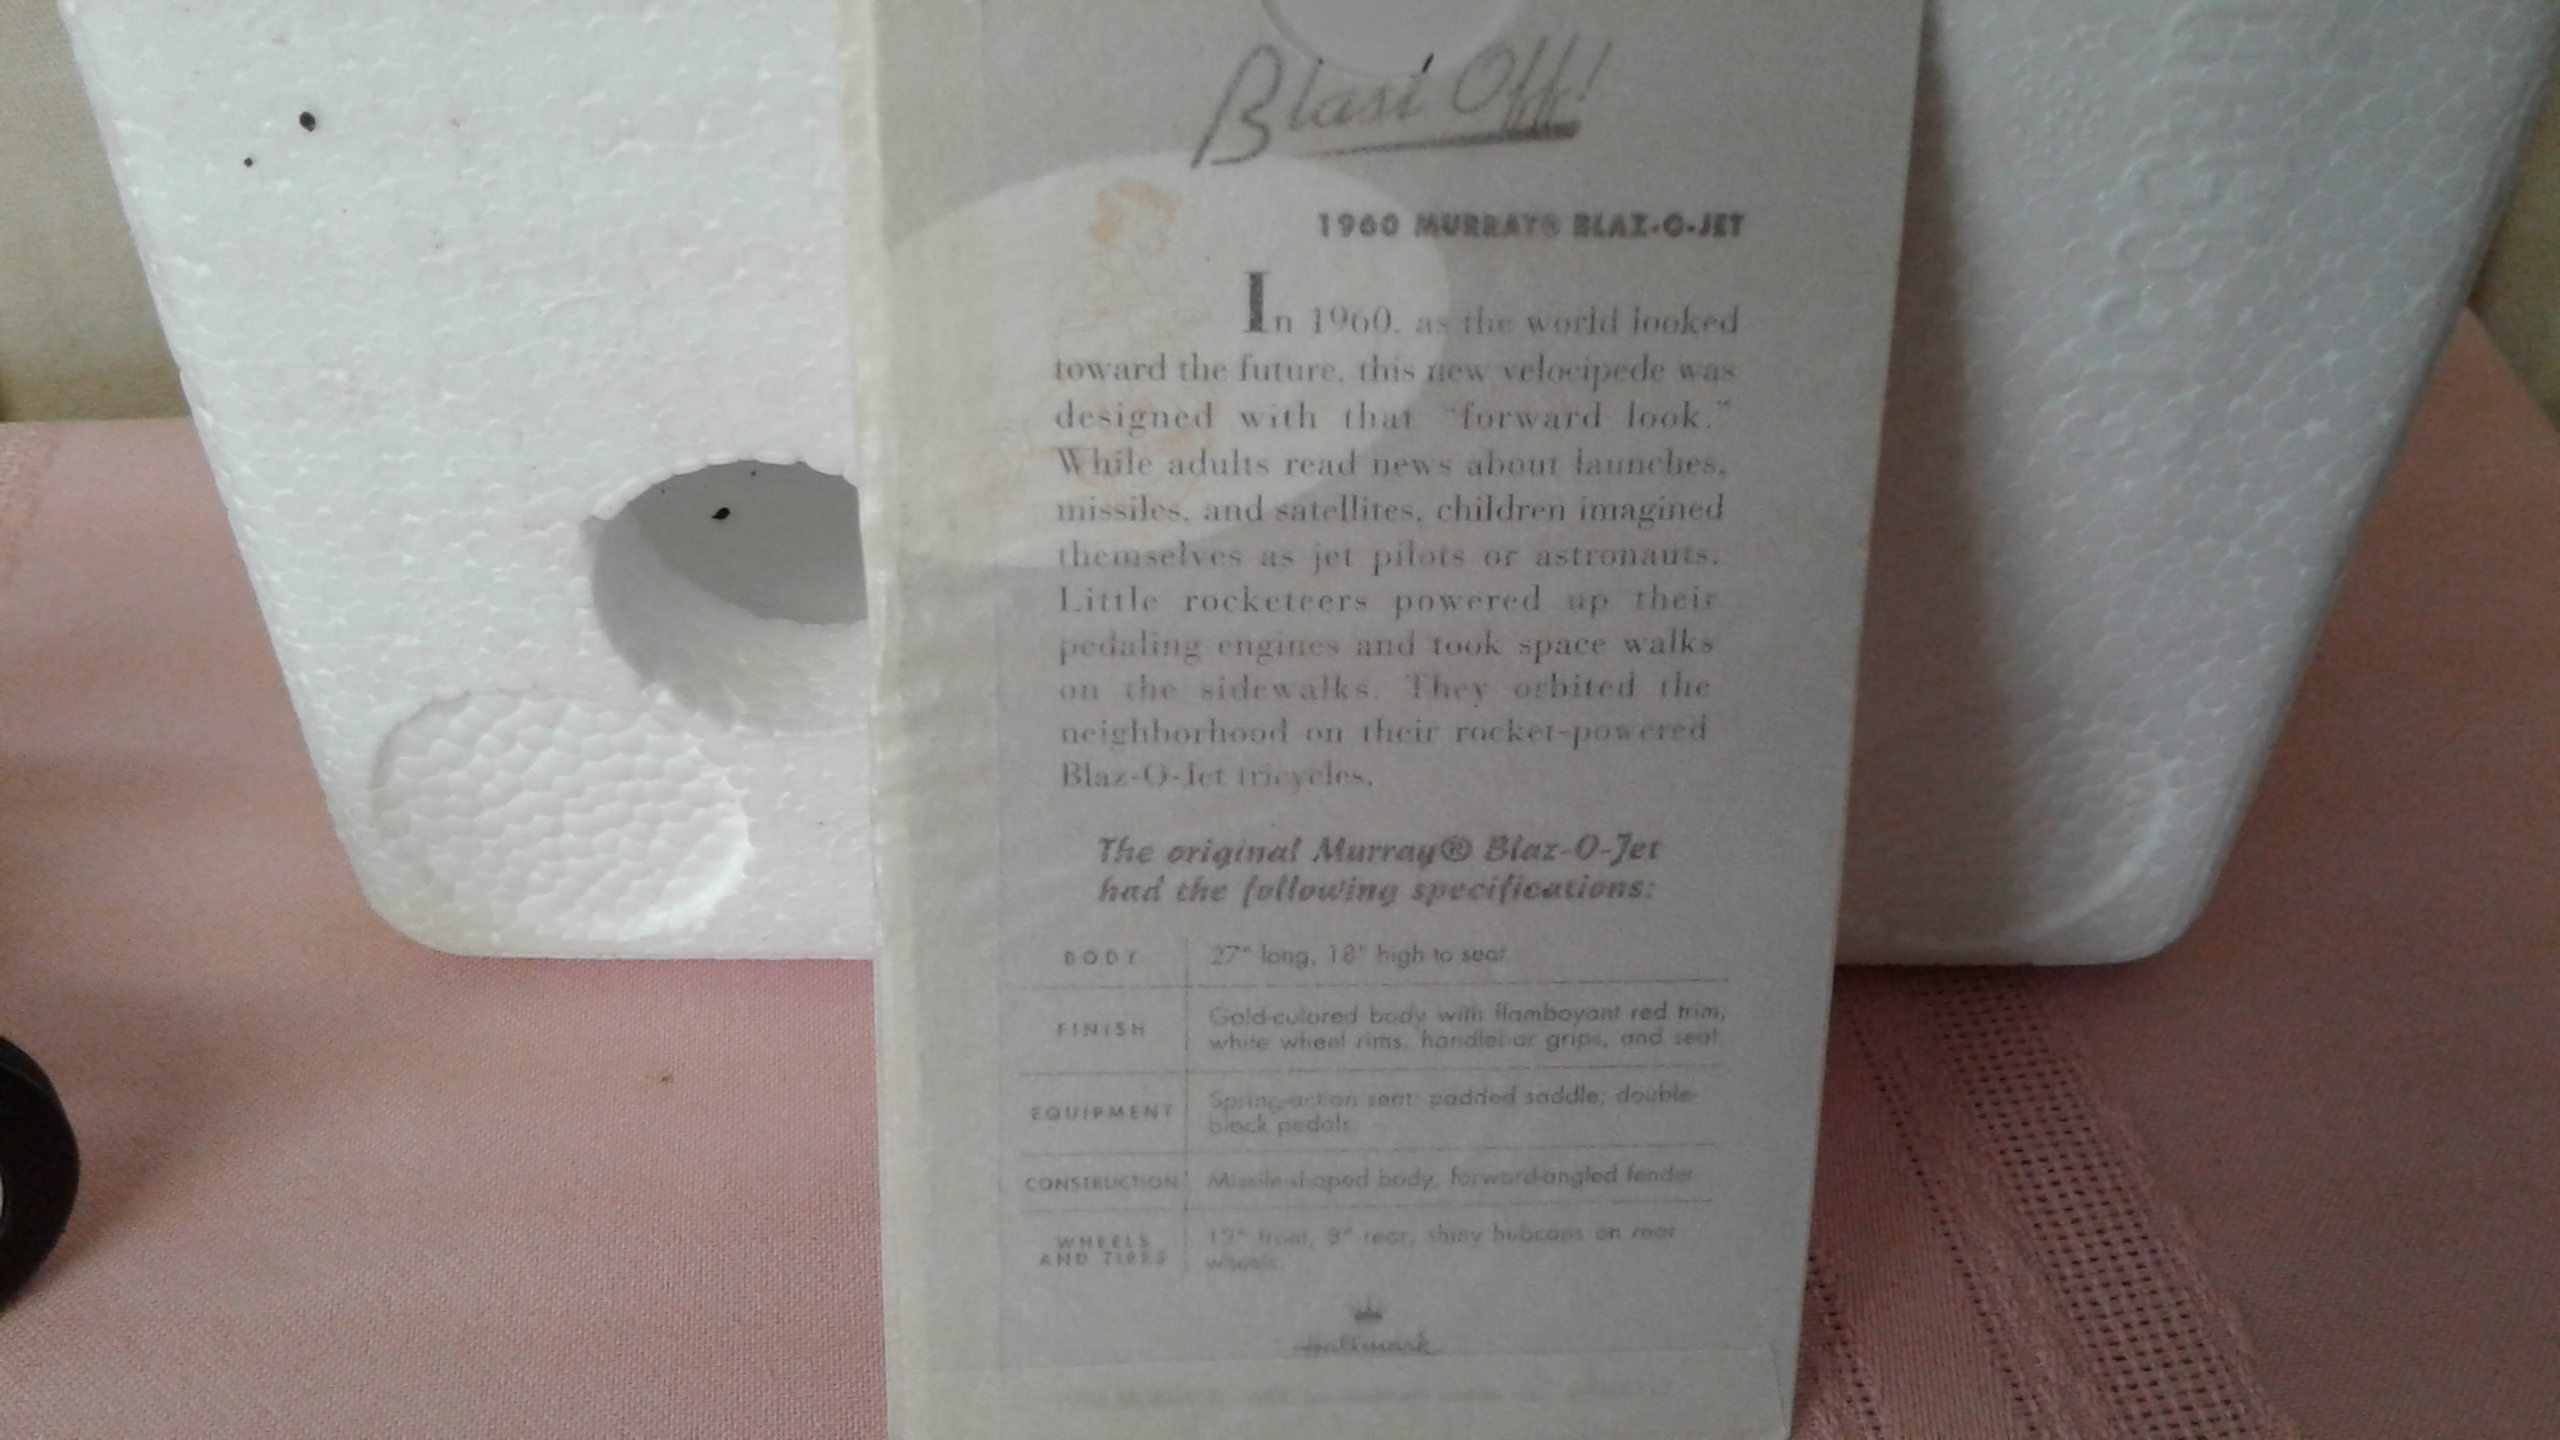 Blast Off!
1960 MURRAY® BLAZ-O-JET
In 1960, as the world looked
toward the future, this new velocipede was
designed with that "forward look."
While adults read news about launches,
missiles, and satellites, children imagined
themselves as jet pilots or astronauts.
Little rocketeers powered up their
pedaling engines and took space walks
on the sidewalks. They orbited the
neighborhood on their rocket-powered
Blaz-O-Jet tricycles.
The original Murray® Blaz-O-Jet
had the following specifications:
BODY 27" long, 18" high to seat
FINISH Gold-colored body with flamboyant red trim;
white wheel rims, handlebar grips, and seat
EQUIPMENT Spring-action seat; padded saddle; double-
block pedals.
CONSTRUCTION Missile-shaped body, forward-angled fender
WHEELS
AND TIRES 12" front, rear; shiny hubcaps on rear
wheels.
Hallmark